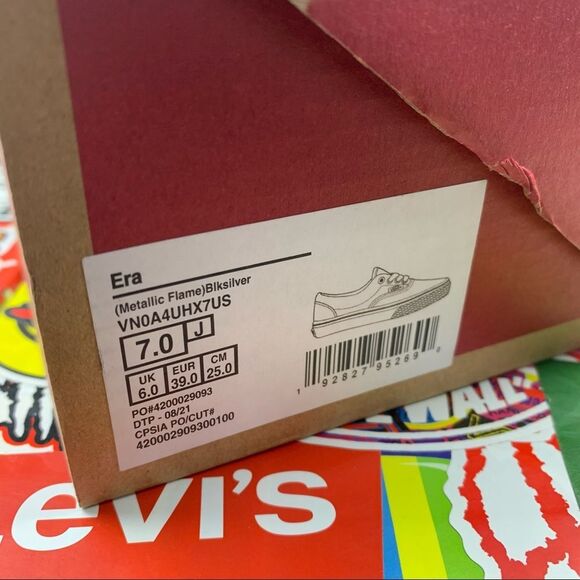 Era
(Metallic Flame)Blksilver
VN0A4UHX7US
7.0 J
UK EUR CM
6.0 39.0 25.0
PO#4200029093
DTP - 08/21
CPSIA PO/CUT#
420002909300100
1 92827 95269 0
WALL
Levi's